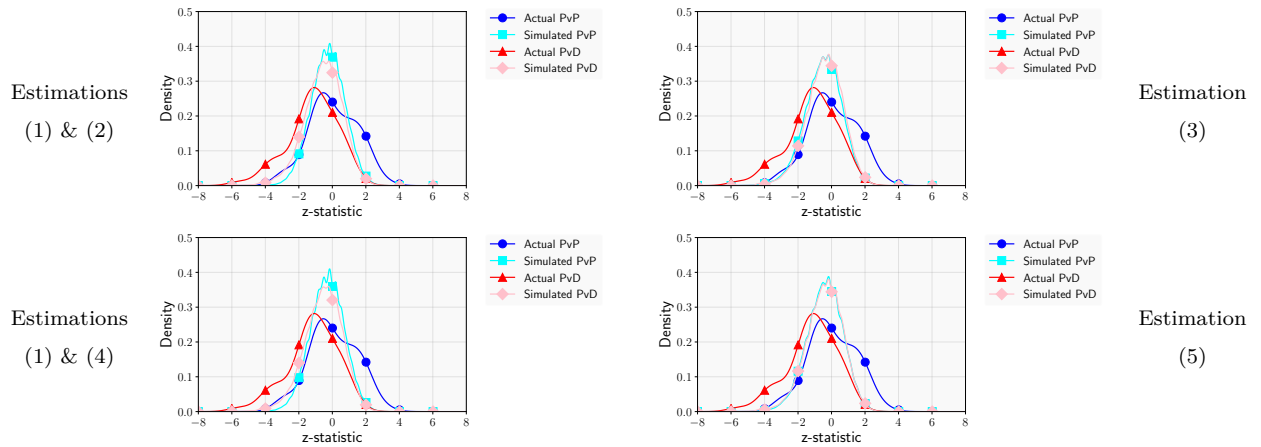 Estimations
(1) & (2)
Density
0.5
0.4
0.3
0.2
0.1
0.0
−8 −6 −4 −2 0 2 4 6 8
z-statistic
Actual PvP
Simulated PvP
Actual PvD
Simulated PvD
Density
0.5
0.4
0.3
0.2
0.1
0.0
−8 −6 −4 −2 0 2 4 6 8
z-statistic
Actual PvP
Simulated PvP
Actual PvD
Simulated PvD
Estimation
(3)
Estimations
(1) & (4)
Density
0.5
0.4
0.3
0.2
0.1
0.0
−8 −6 −4 −2 0 2 4 6 8
z-statistic
Actual PvP
Simulated PvP
Actual PvD
Simulated PvD
Density
0.5
0.4
0.3
0.2
0.1
0.0
−8 −6 −4 −2 0 2 4 6 8
z-statistic
Actual PvP
Simulated PvP
Actual PvD
Simulated PvD
Estimation
(5)